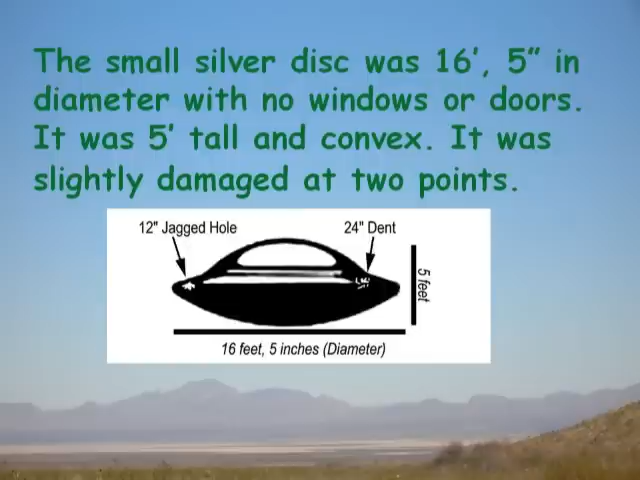 The small silver disc was 16’, 5” in
diameter with no windows or doors.
It was 5’ tall and convex. It was
slightly damaged at two points.
12" Jagged Hole
24" Dent
5 feet
16 feet, 5 inches (Diameter)